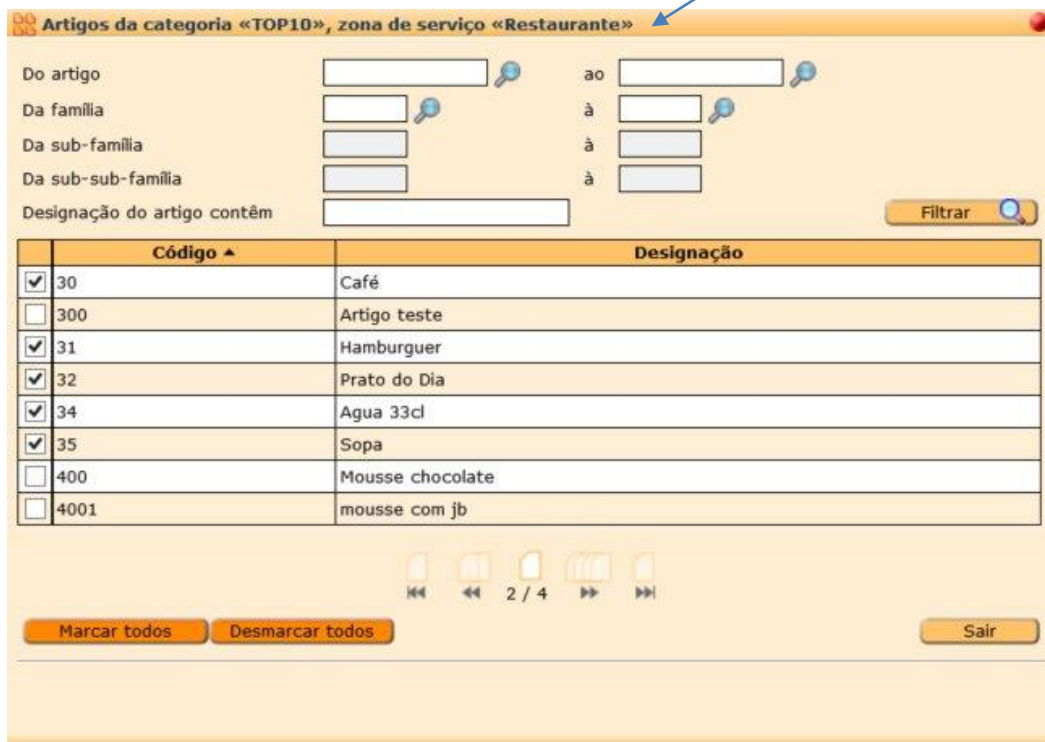 Artigos da categoria «TOP10», zona de serviço «Restaurante»
Do artigo ao
Da família à
Da sub-família à
Da sub-sub-família à
Designação do artigo contêm Filtrar
Código Designação
30 Café
300 Artigo teste
31 Hamburguer
32 Prato do Dia
34 Agua 33cl
35 Sopa
400 Mousse chocolate
4001 mousse com jb
2 / 4
Marcar todos Desmarcar todos Sair